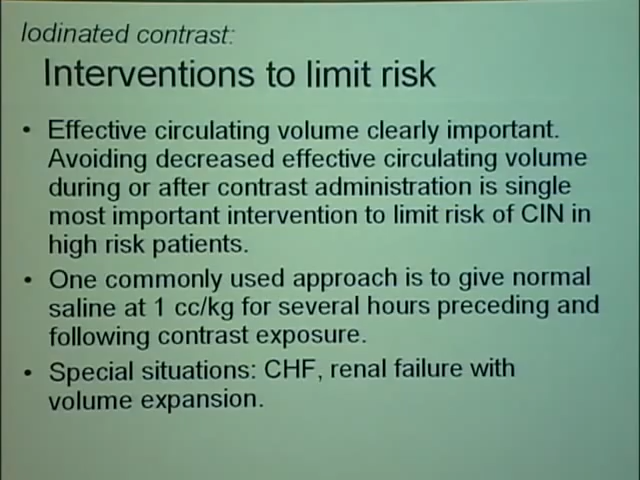 Iodinated contrast:
Interventions to limit risk
• Effective circulating volume clearly important.
Avoiding decreased effective circulating volume
during or after contrast administration is single
most important intervention to limit risk of CIN in
high risk patients.
• One commonly used approach is to give normal
saline at 1 cc/kg for several hours preceding and
following contrast exposure.
• Special situations: CHF, renal failure with
volume expansion.